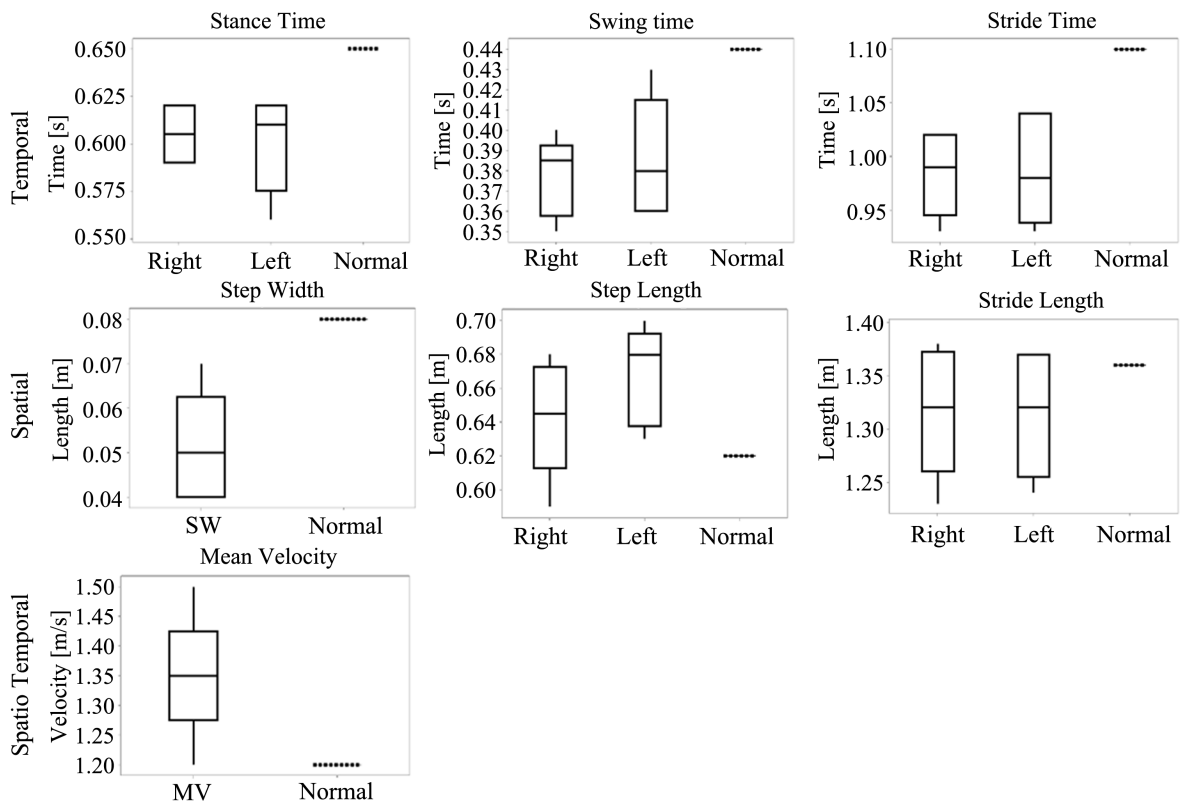 Stance Time
Temporal
Time [s]
0.650
0.625
0.600
0.575
0.550
Right Left Normal
Swing time
Time [s]
0.44
0.43
0.42
0.41
0.40
0.39
0.38
0.37
0.36
0.35
Right Left Normal
Stride Time
Time [s]
1.10
1.05
1.00
0.95
Right Left Normal
Step Width
Spatial
Length [m]
0.08
0.07
0.06
0.05
0.04
SW Normal
Step Length
Length [m]
0.70
0.68
0.66
0.64
0.62
0.60
Right Left Normal
Stride Length
Length [m]
1.40
1.35
1.30
1.25
Right Left Normal
Mean Velocity
Spatio Temporal
Velocity [m/s]
1.50
1.45
1.40
1.35
1.30
1.25
1.20
MV Normal